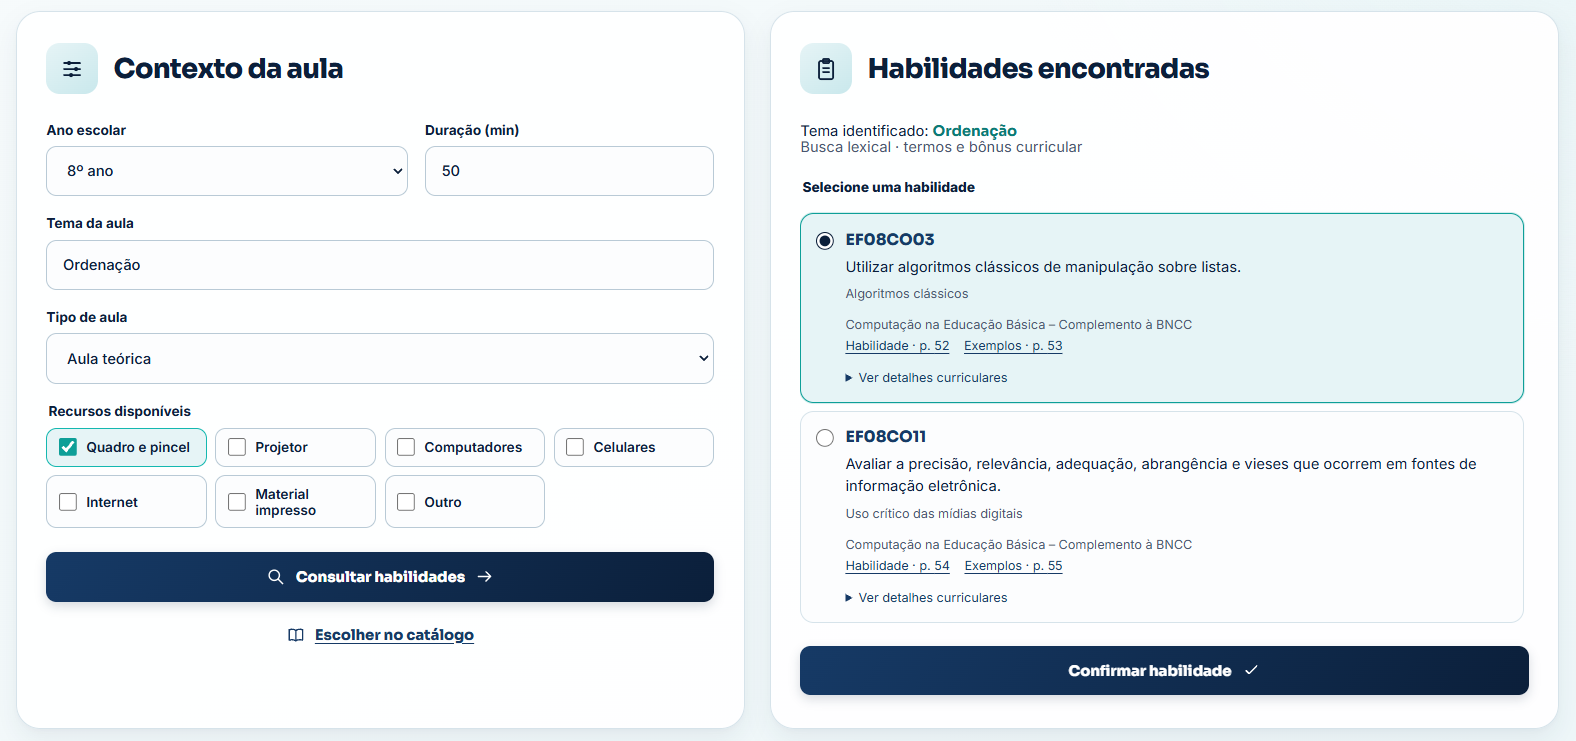 Contexto da aula
Ano escolar
8º ano
Duração (min)
50
Tema da aula
Ordenação
Tipo de aula
Aula teórica
Recursos disponíveis
Quadro e pincel
Projetor
Computadores
Celulares
Internet
Material
impresso
Outro
Consultar habilidades
Escolher no catálogo
Habilidades encontradas
Tema identificado: Ordenação
Busca lexical · termos e bônus curricular
Selecione uma habilidade
EF08CO03
Utilizar algoritmos clássicos de manipulação sobre listas.
Algoritmos clássicos
Computação na Educação Básica – Complemento à BNCC
Habilidade · p. 52 Exemplos · p. 53
Ver detalhes curriculares
EF08CO11
Avaliar a precisão, relevância, adequação, abrangência e vieses que ocorrem em fontes de
informação eletrônica.
Uso crítico das mídias digitais
Computação na Educação Básica – Complemento à BNCC
Habilidade · p. 54 Exemplos · p. 55
Ver detalhes curriculares
Confirmar habilidade